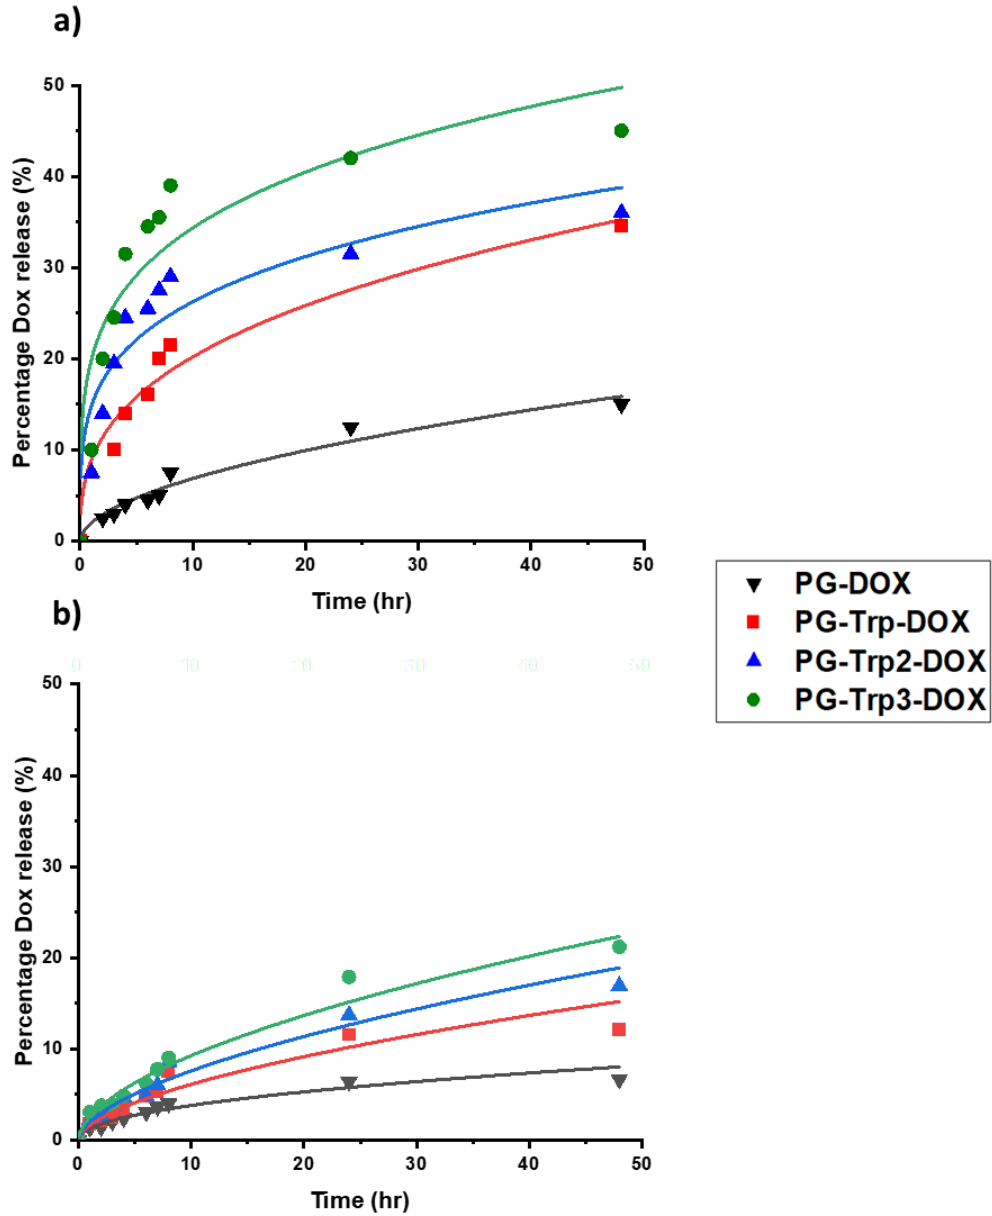 a)
50
40
30
20
10
0
Percentage Dox release (%)
0 10 20 30 40 50
Time (hr)
PG-DOX
PG-Trp-DOX
PG-Trp2-DOX
PG-Trp3-DOX
b)
0 10 20 30 40 50
50
40
30
20
10
0
Percentage Dox release (%)
0 10 20 30 40 50
Time (hr)